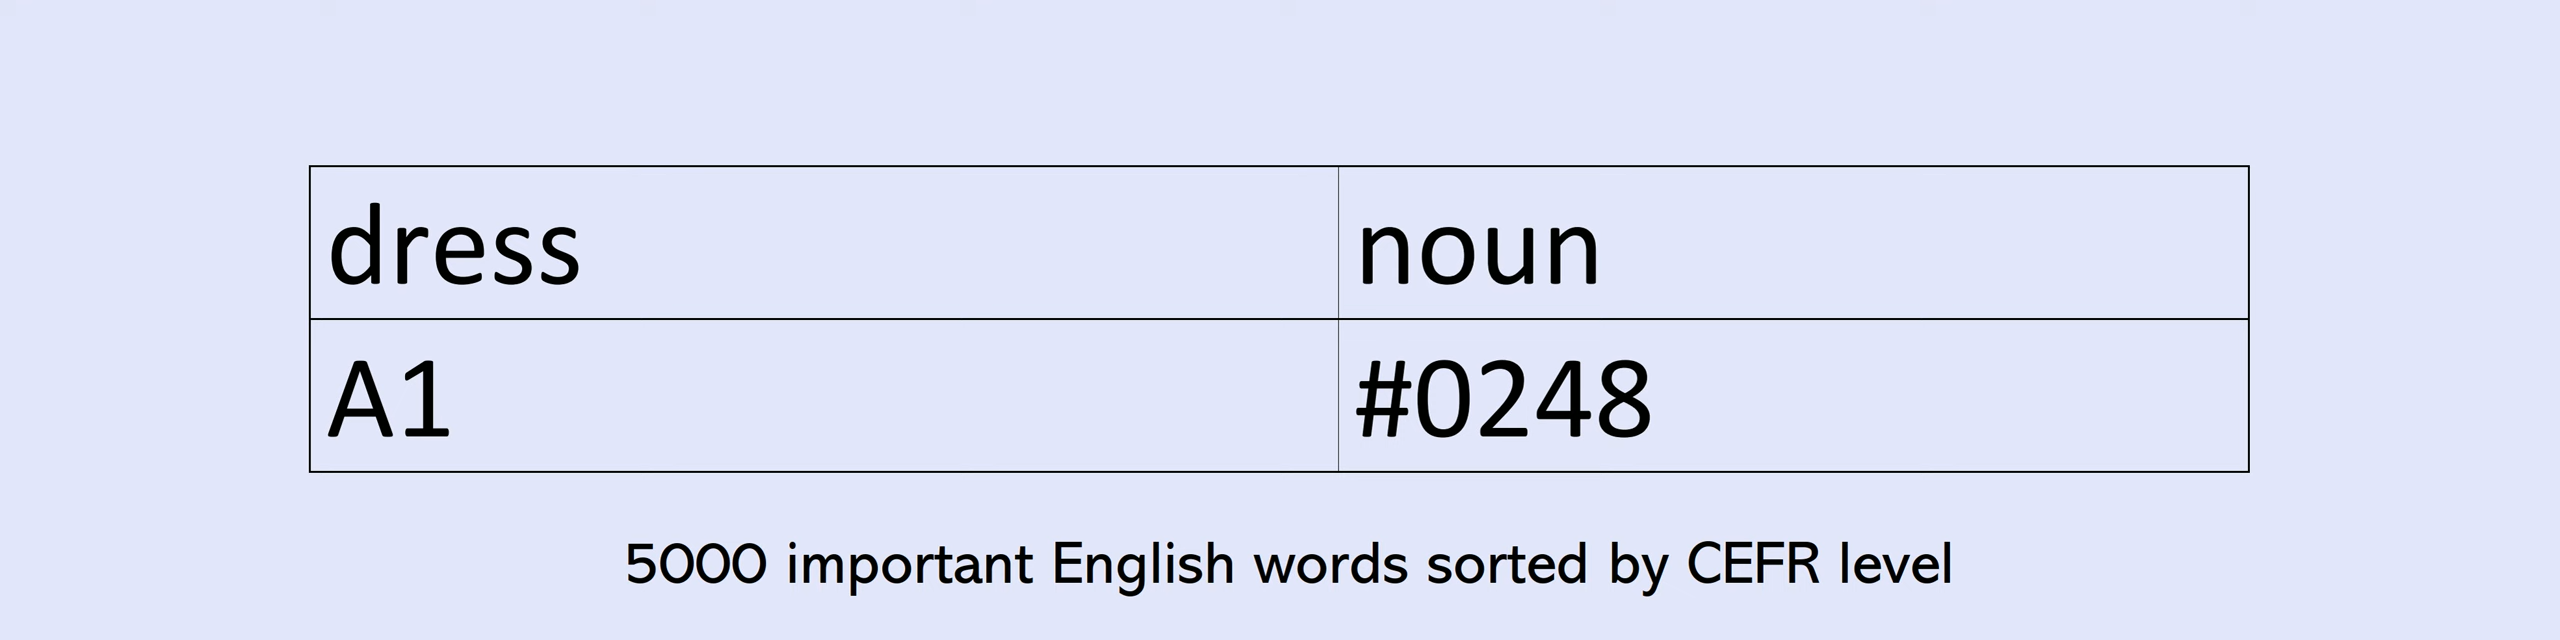 dress noun
A1 #0248
5000 important English words sorted by CEFR level